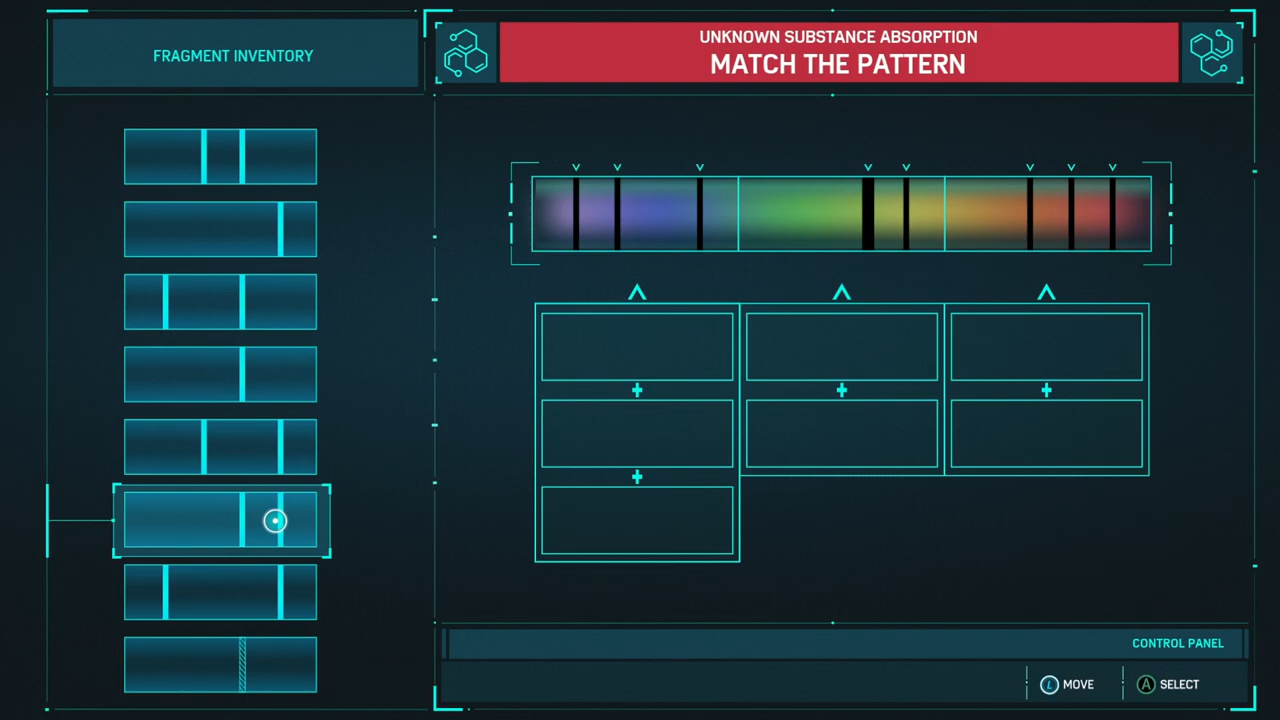 FRAGMENT INVENTORY
UNKNOWN SUBSTANCE ABSORPTION
MATCH THE PATTERN
CONTROL PANEL
L MOVE
A SELECT